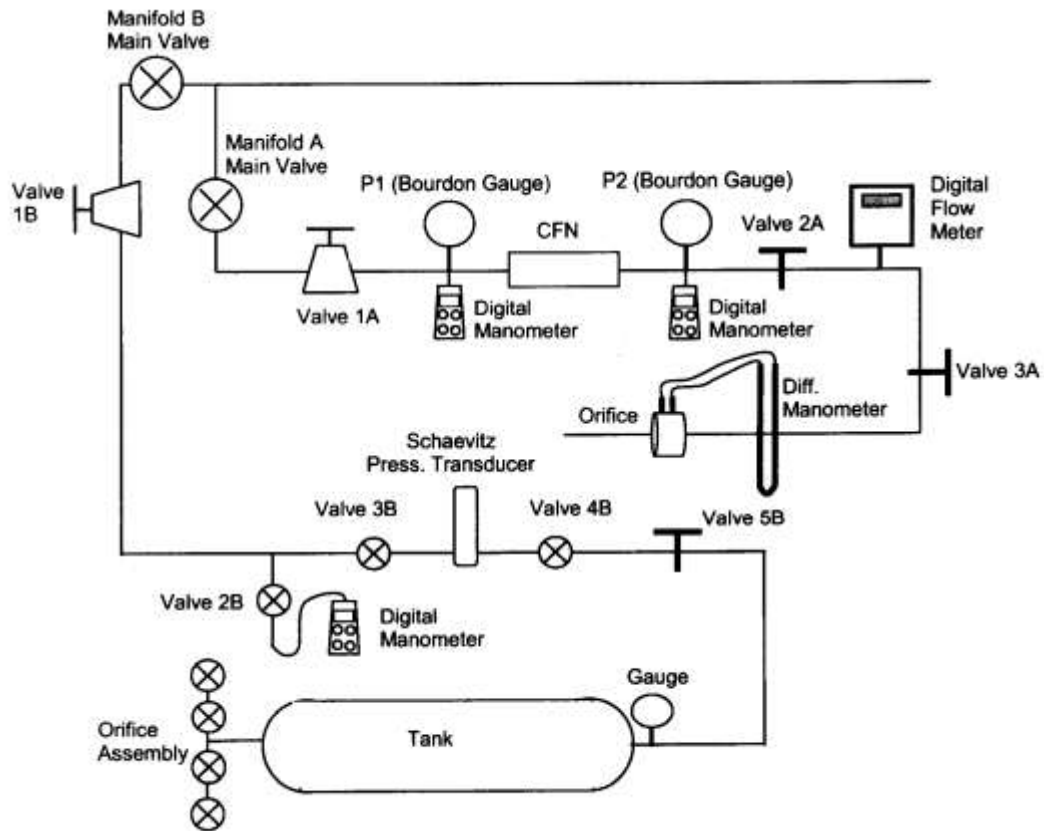 Manifold B
Main Valve
Manifold A
Main Valve
Valve
1B
P1 (Bourdon Gauge)
P2 (Bourdon Gauge)
Digital
Flow
Meter
Valve 2A
CFN
Valve 1A
Digital
Manometer
Digital
Manometer
Valve 3A
Diff.
Manometer
Orifice
Schaevitz
Press. Transducer
Valve 3B
Valve 4B
Valve 5B
Valve 2B
Digital
Manometer
Gauge
Orifice
Assembly
Tank